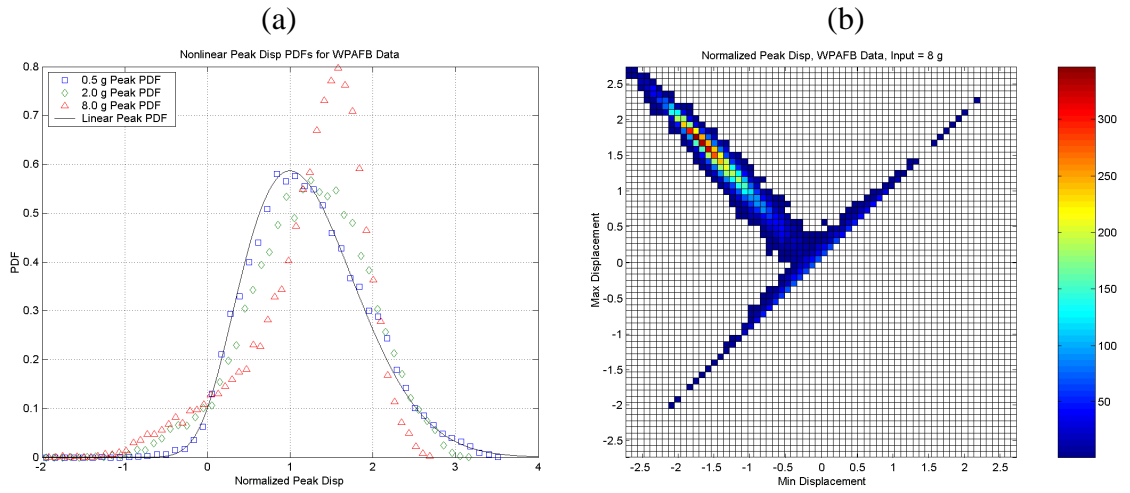 (a)
Nonlinear Peak Disp PDFs for WPAFB Data
0.5 g Peak PDF
2.0 g Peak PDF
8.0 g Peak PDF
Linear Peak PDF
PDF
0.8
0.7
0.6
0.5
0.4
0.3
0.2
0.1
0
-2 -1 0 1 2 3 4
Normalized Peak Disp
(b)
Normalized Peak Disp, WPAFB Data, Input = 8 g
Max Displacement
2.5
2
1.5
1
0.5
0
-0.5
-1
-1.5
-2
-2.5
-2.5 -2 -1.5 -1 -0.5 0 0.5 1 1.5 2 2.5
Min Displacement
350
300
250
200
150
100
50